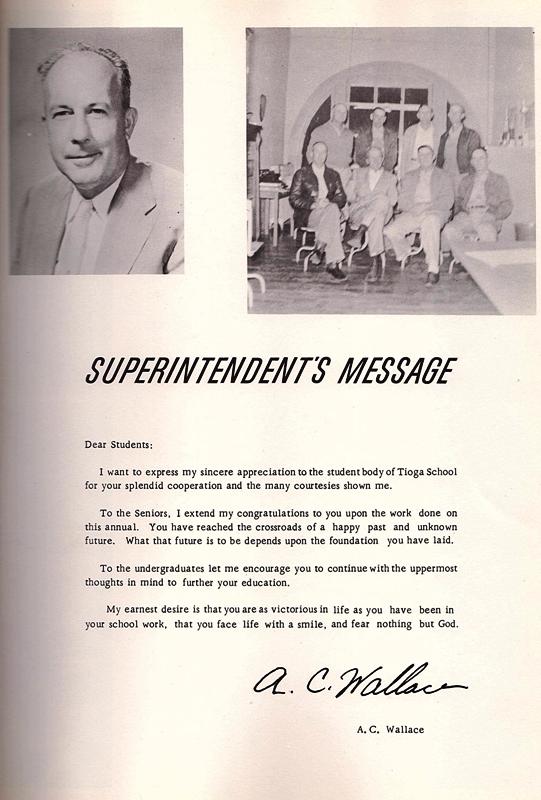 SUPERINTENDENT'S MESSAGE
Dear Students:
I want to express my sincere appreciation to the student body of Tioga School
for your splendid cooperation and the many courtesies shown me.
To the Seniors, I extend my congratulations to you upon the work done on
this annual. You have reached the crossroads of a happy past and unknown
future. What that future is to be depends upon the foundation you have laid.
To the undergraduates let me encourage you to continue with the uppermost
thoughts in mind to further your education.
My earnest desire is that you are as victorious in life as you have been in
your school work, that you face life with a smile, and fear nothing but God.
A. C. Wallace
A. C. Wallace